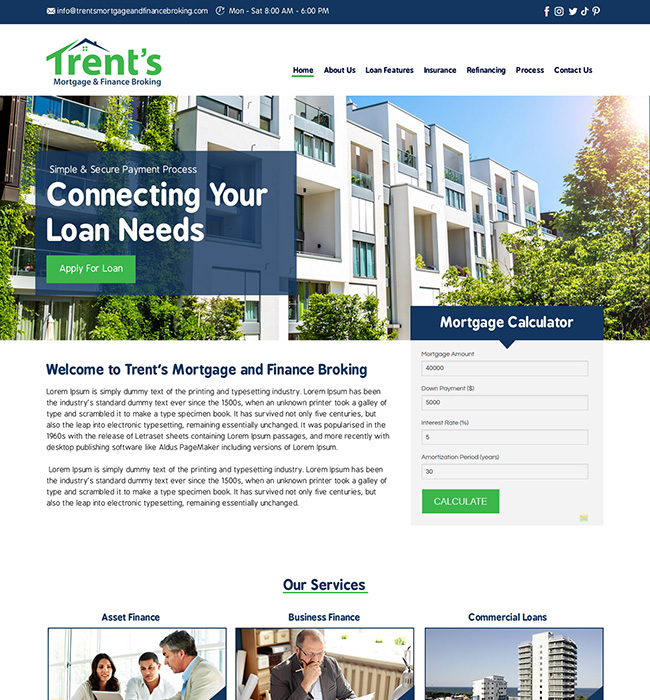 info@trentsmortgageandfinancebroking.com Mon - Sat 8:00 AM - 6:00 PM
Trent's
Mortgage & Finance Broking
Home About Us Loan Features Insurance Refinancing Process Contact Us
Simple & Secure Payment Process
Connecting Your
Loan Needs
Apply For Loan
Mortgage Calculator
Mortgage Amount
40000
Down Payment ($)
5000
Interest Rate (%)
5
Amortization Period (years)
30
CALCULATE
Welcome to Trent's Mortgage and Finance Broking
Lorem Ipsum is simply dummy text of the printing and typesetting industry. Lorem Ipsum has been
the industry's standard dummy text ever since the 1500s, when an unknown printer took a galley of
type and scrambled it to make a type specimen book. It has survived not only five centuries, but
also the leap into electronic typesetting, remaining essentially unchanged. It was popularised in the
1960s with the release of Letraset sheets containing Lorem Ipsum passages, and more recently with
desktop publishing software like Aldus PageMaker including versions of Lorem Ipsum.
Lorem Ipsum is simply dummy text of the printing and typesetting industry. Lorem Ipsum has been
the industry's standard dummy text ever since the 1500s, when an unknown printer took a galley of
type and scrambled it to make a type specimen book. It has survived not only five centuries, but
also the leap into electronic typesetting, remaining essentially unchanged.
Our Services
Asset Finance Business Finance Commercial Loans